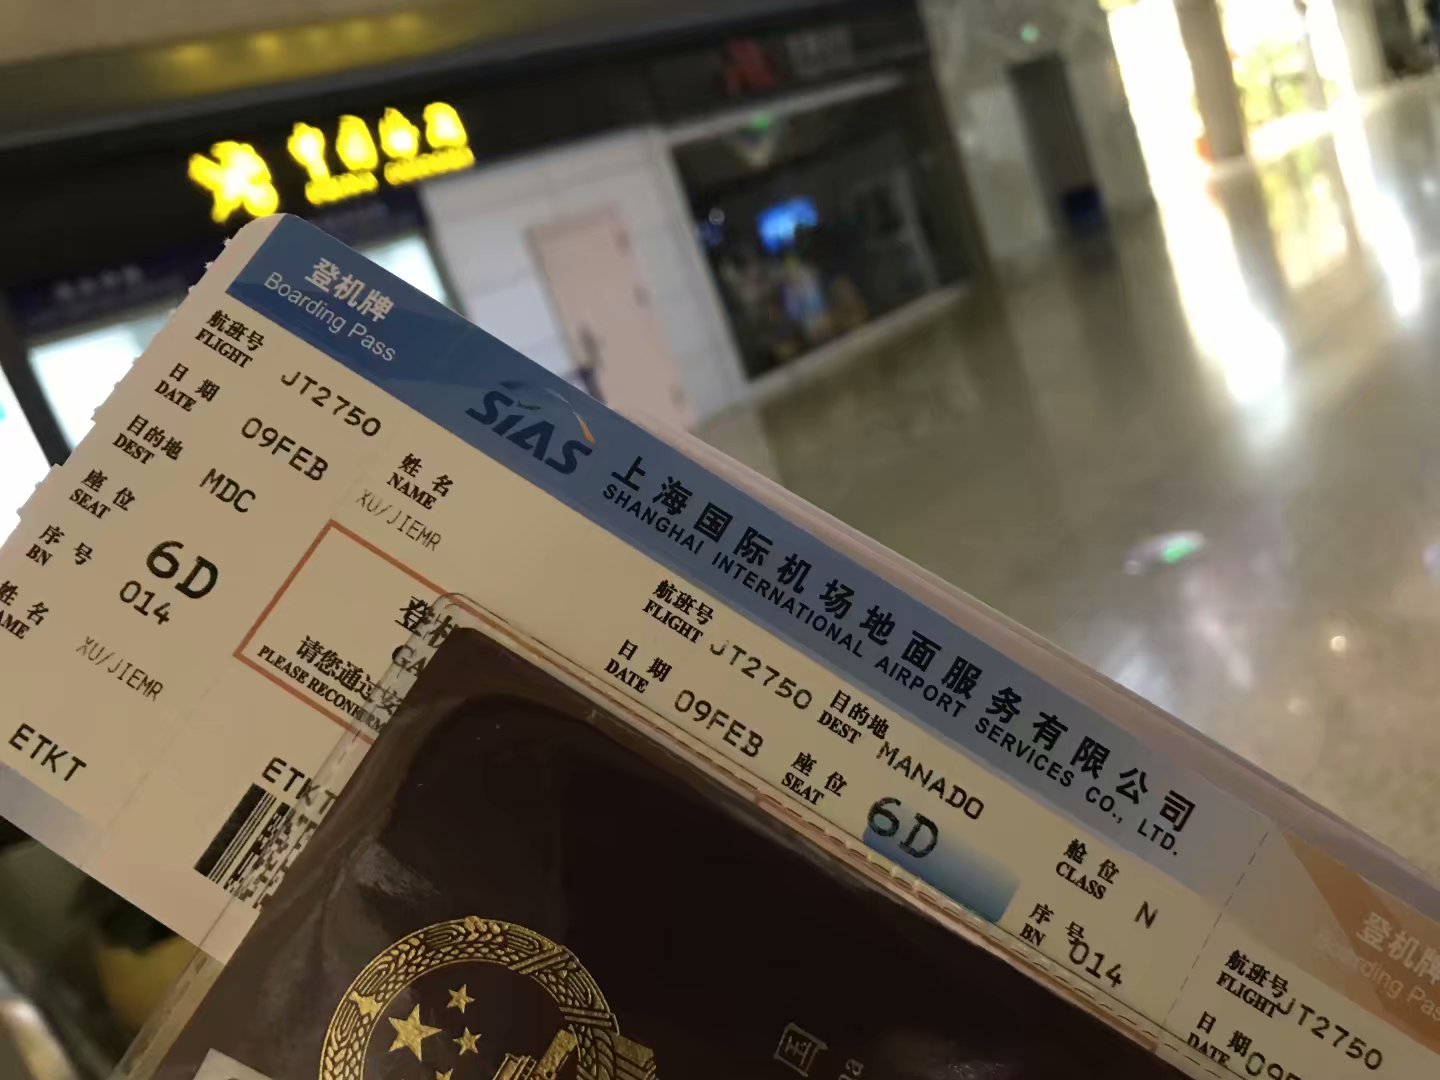 登机牌
Boarding Pass
SIAS
上海国际机场地面服务有限公司
SHANGHAI INTERNATIONAL AIRPORT SERVICES CO., LTD.
航班号
FLIGHT
JT2750
日 期
DATE
09FEB
目的地
DEST
MDC
座 位
SEAT
6D
序 号
BN
014
姓 名
XU/JIEMR
ETKT
姓 名
NAME
XU/JIEMR
请您通过安
PLEASE RECONFIRM
ETKT
航班号
FLIGHT
JT2750
日 期
DATE
09FEB
目的地
DEST
MANADO
座 位
SEAT
6D
舱 位
CLASS
N
序 号
BN
014
登机牌
Boarding Pass
航班号
FLIGHT
JT2750
日 期
DATE
国